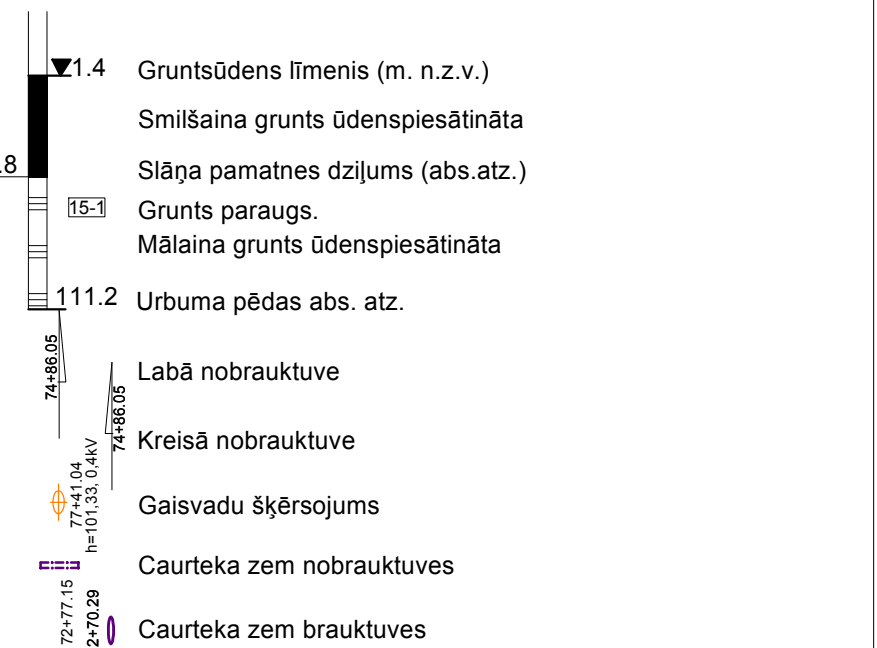 1.4 Gruntsūdens līmenis (m. n.z.v.)
Smilšaina grunts ūdenspiesātināta
.8 Slāņa pamatnes dziļums (abs.atz.)
15-1 Grunts paraugs.
Mālaina grunts ūdenspiesātināta
111.2 Urbuma pēdas abs. atz.
74+86.05 Labā nobrauktuve
74+86.05 Kreisā nobrauktuve
77+41.04
h=101,33, 0,4kV
Gaisvadu šķērsojums
Caurteka zem nobrauktuves
72+77.15
2+70.29
Caurteka zem brauktuves